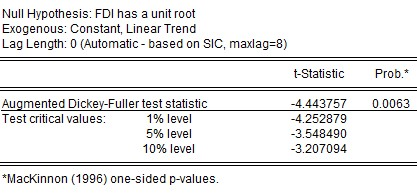 Null Hypothesis: FDI has a unit root
Exogenous: Constant, Linear Trend
Lag Length: 0 (Automatic - based on SIC, maxlag=8)
t-Statistic Prob.*
Augmented Dickey-Fuller test statistic -4.443757 0.0063
Test critical values: 1% level -4.252879
5% level -3.548490
10% level -3.207094
*MacKinnon (1996) one-sided p-values.